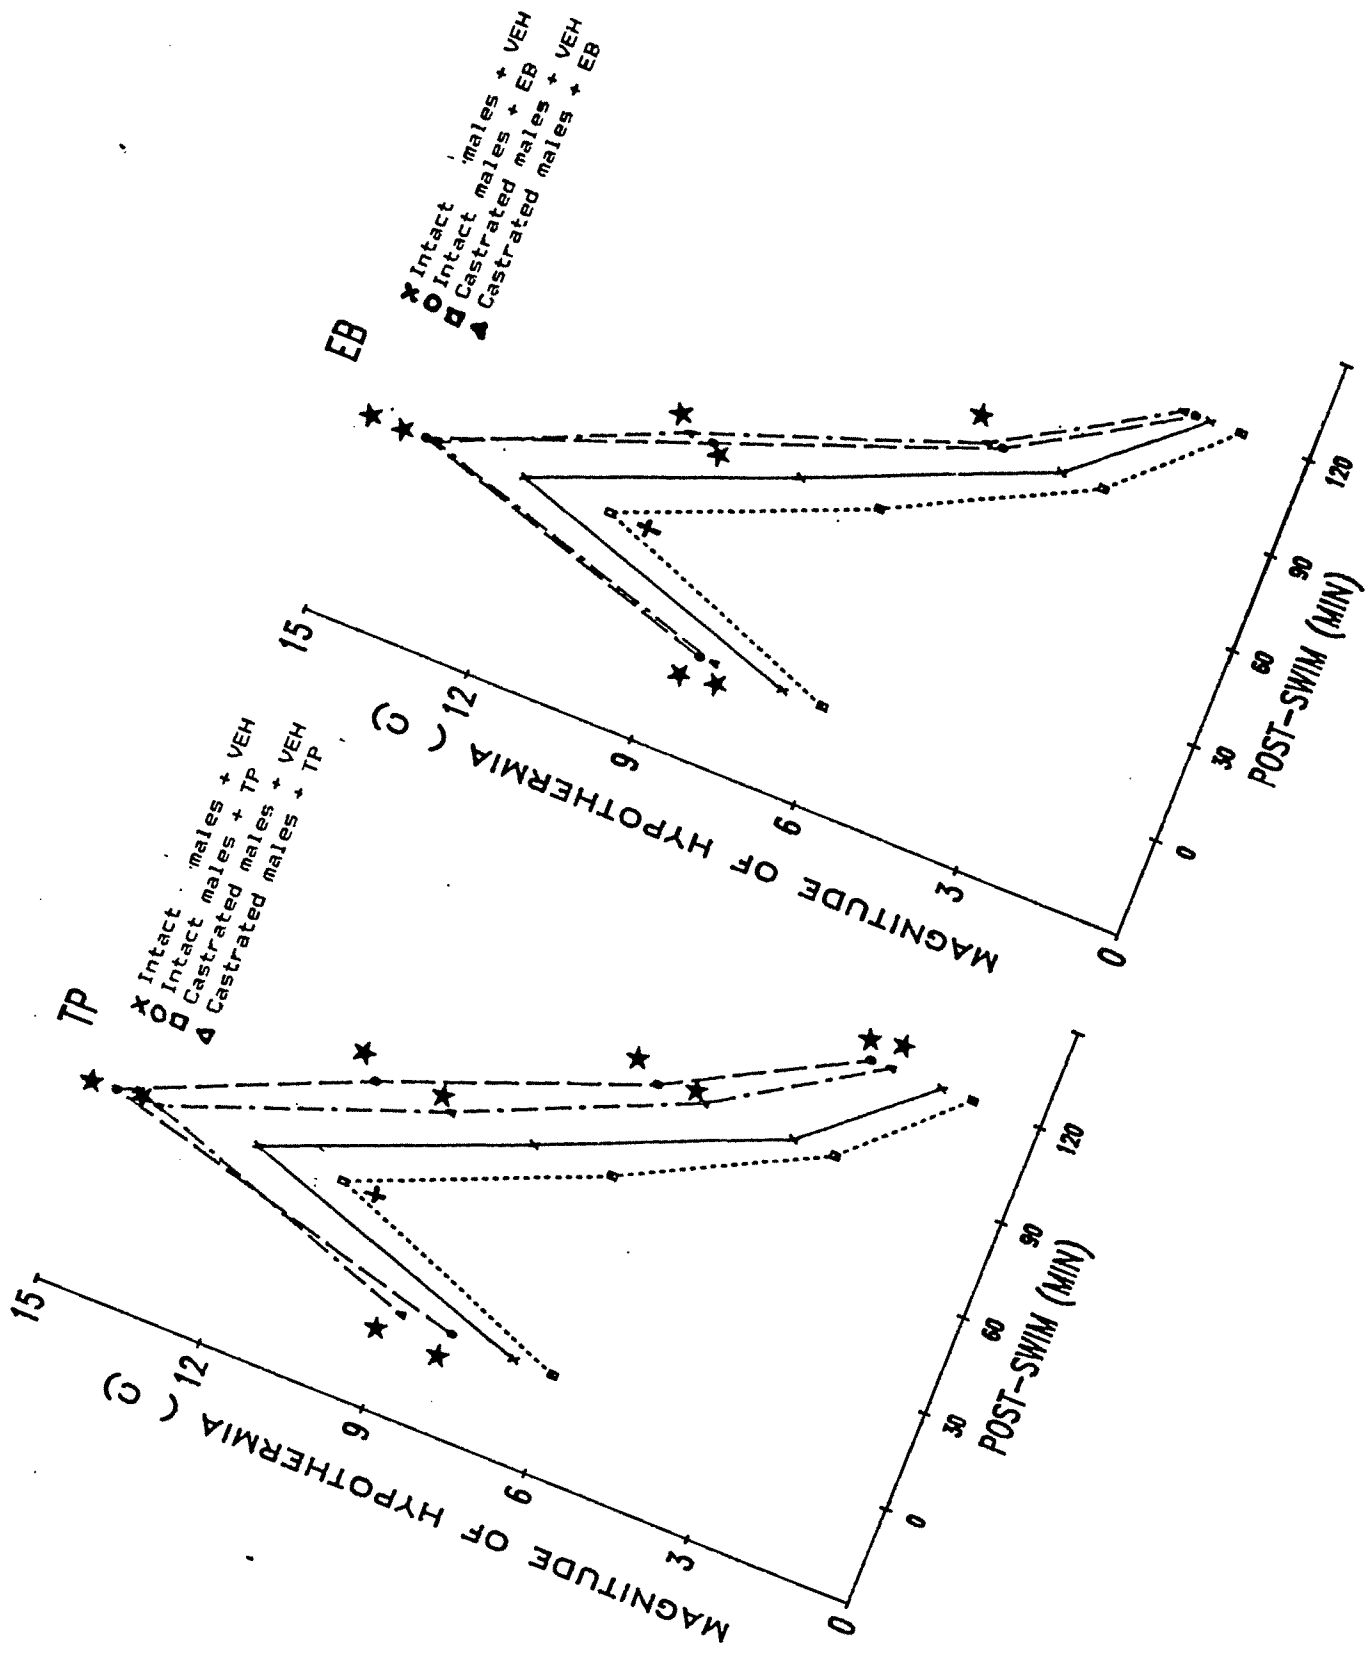 TP
x Intact males + VEH
O Intact males + TP
□ Castrated males + VEH
△ Castrated males + TP
MAGNITUDE OF HYPOTHERMIA ( C)
15
12
9
6
3
0
0
30
60
90
120
POST-SWIM (MIN)
EB
x Intact males + VEH
O Intact males + EB
□ Castrated males + VEH
▲ Castrated males + EB
MAGNITUDE OF HYPOTHERMIA ( C)
15
12
9
6
3
0
0
30
60
90
120
POST-SWIM (MIN)